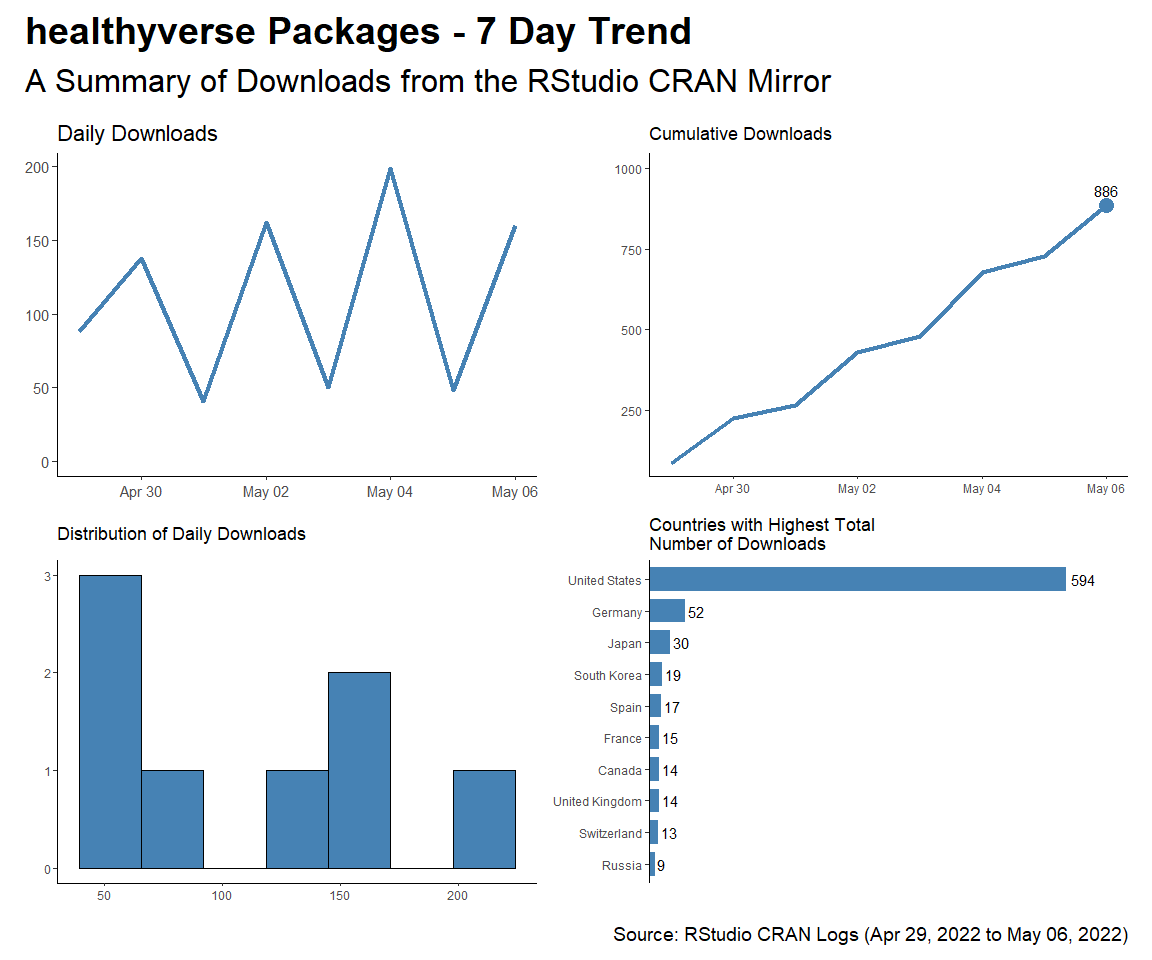 healthyverse Packages - 7 Day Trend
A Summary of Downloads from the RStudio CRAN Mirror
Daily Downloads
200
150
100
50
0
Apr 30
May 02
May 04
May 06
Cumulative Downloads
1000
750
500
250
886
Apr 30
May 02
May 04
May 06
Distribution of Daily Downloads
3
2
1
0
50
100
150
200
Countries with Highest Total
Number of Downloads
United States 594
Germany 52
Japan 30
South Korea 19
Spain 17
France 15
Canada 14
United Kingdom 14
Switzerland 13
Russia 9
Source: RStudio CRAN Logs (Apr 29, 2022 to May 06, 2022)